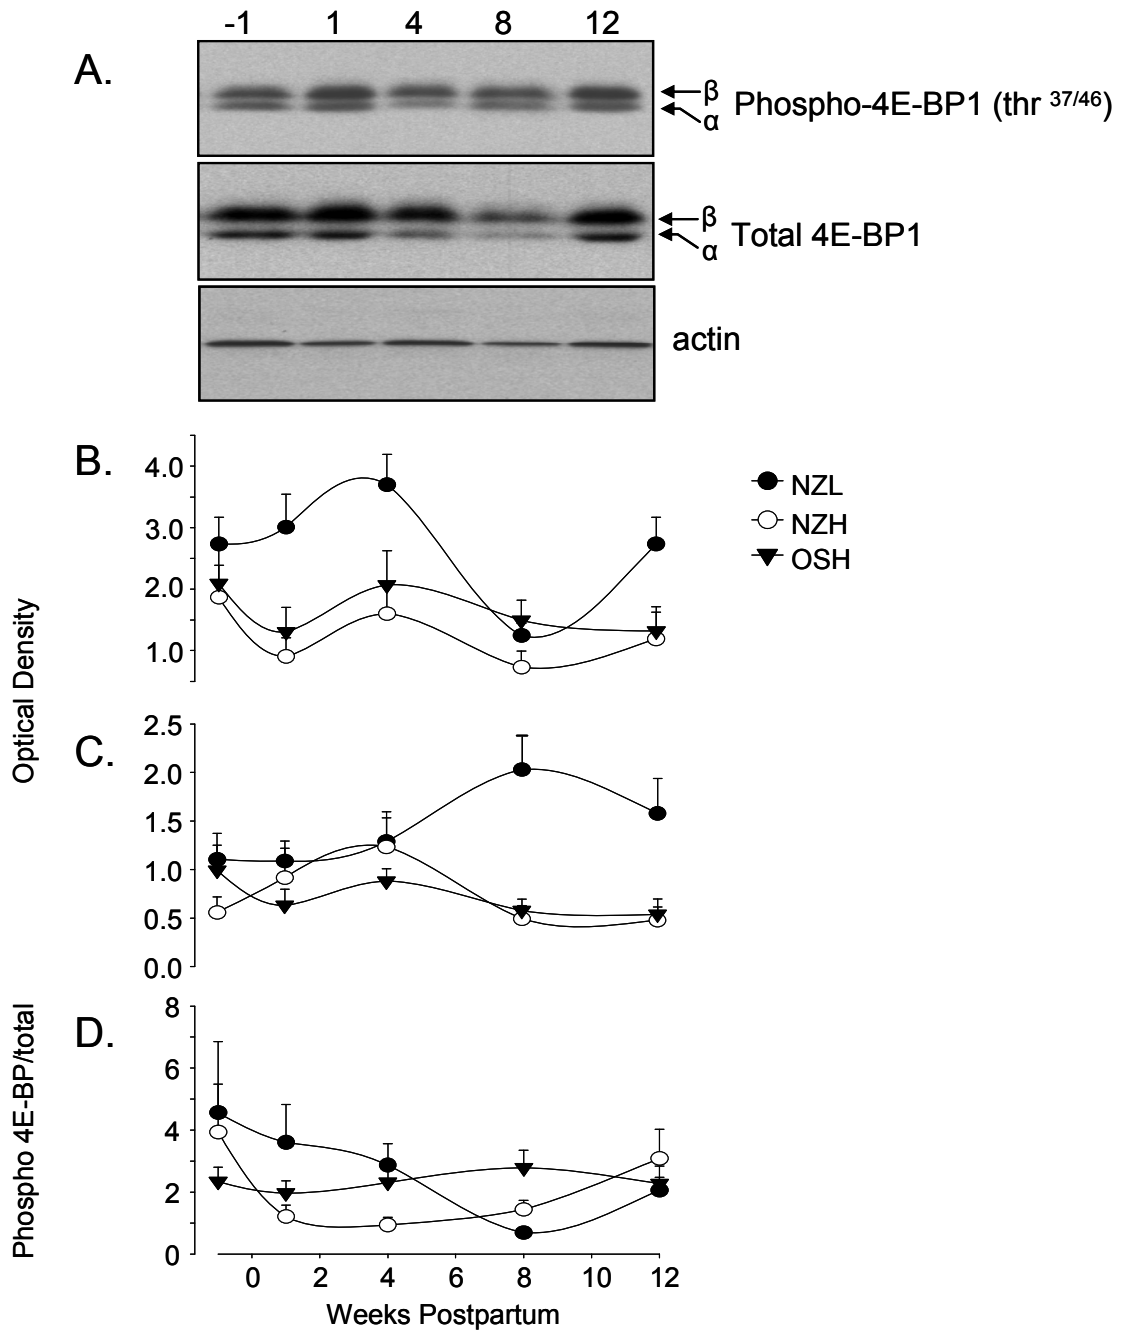 -1 1 4 8 12
A.
β
α
Phospho-4E-BP1 (thr 37/46)
β
α
Total 4E-BP1
actin
B.
4.0
3.0
2.0
1.0
NZL
NZH
OSH
Optical Density
C.
2.5
2.0
1.5
1.0
0.5
0.0
D.
8
6
4
2
0
Phospho 4E-BP/total
0 2 4 6 8 10 12
Weeks Postpartum